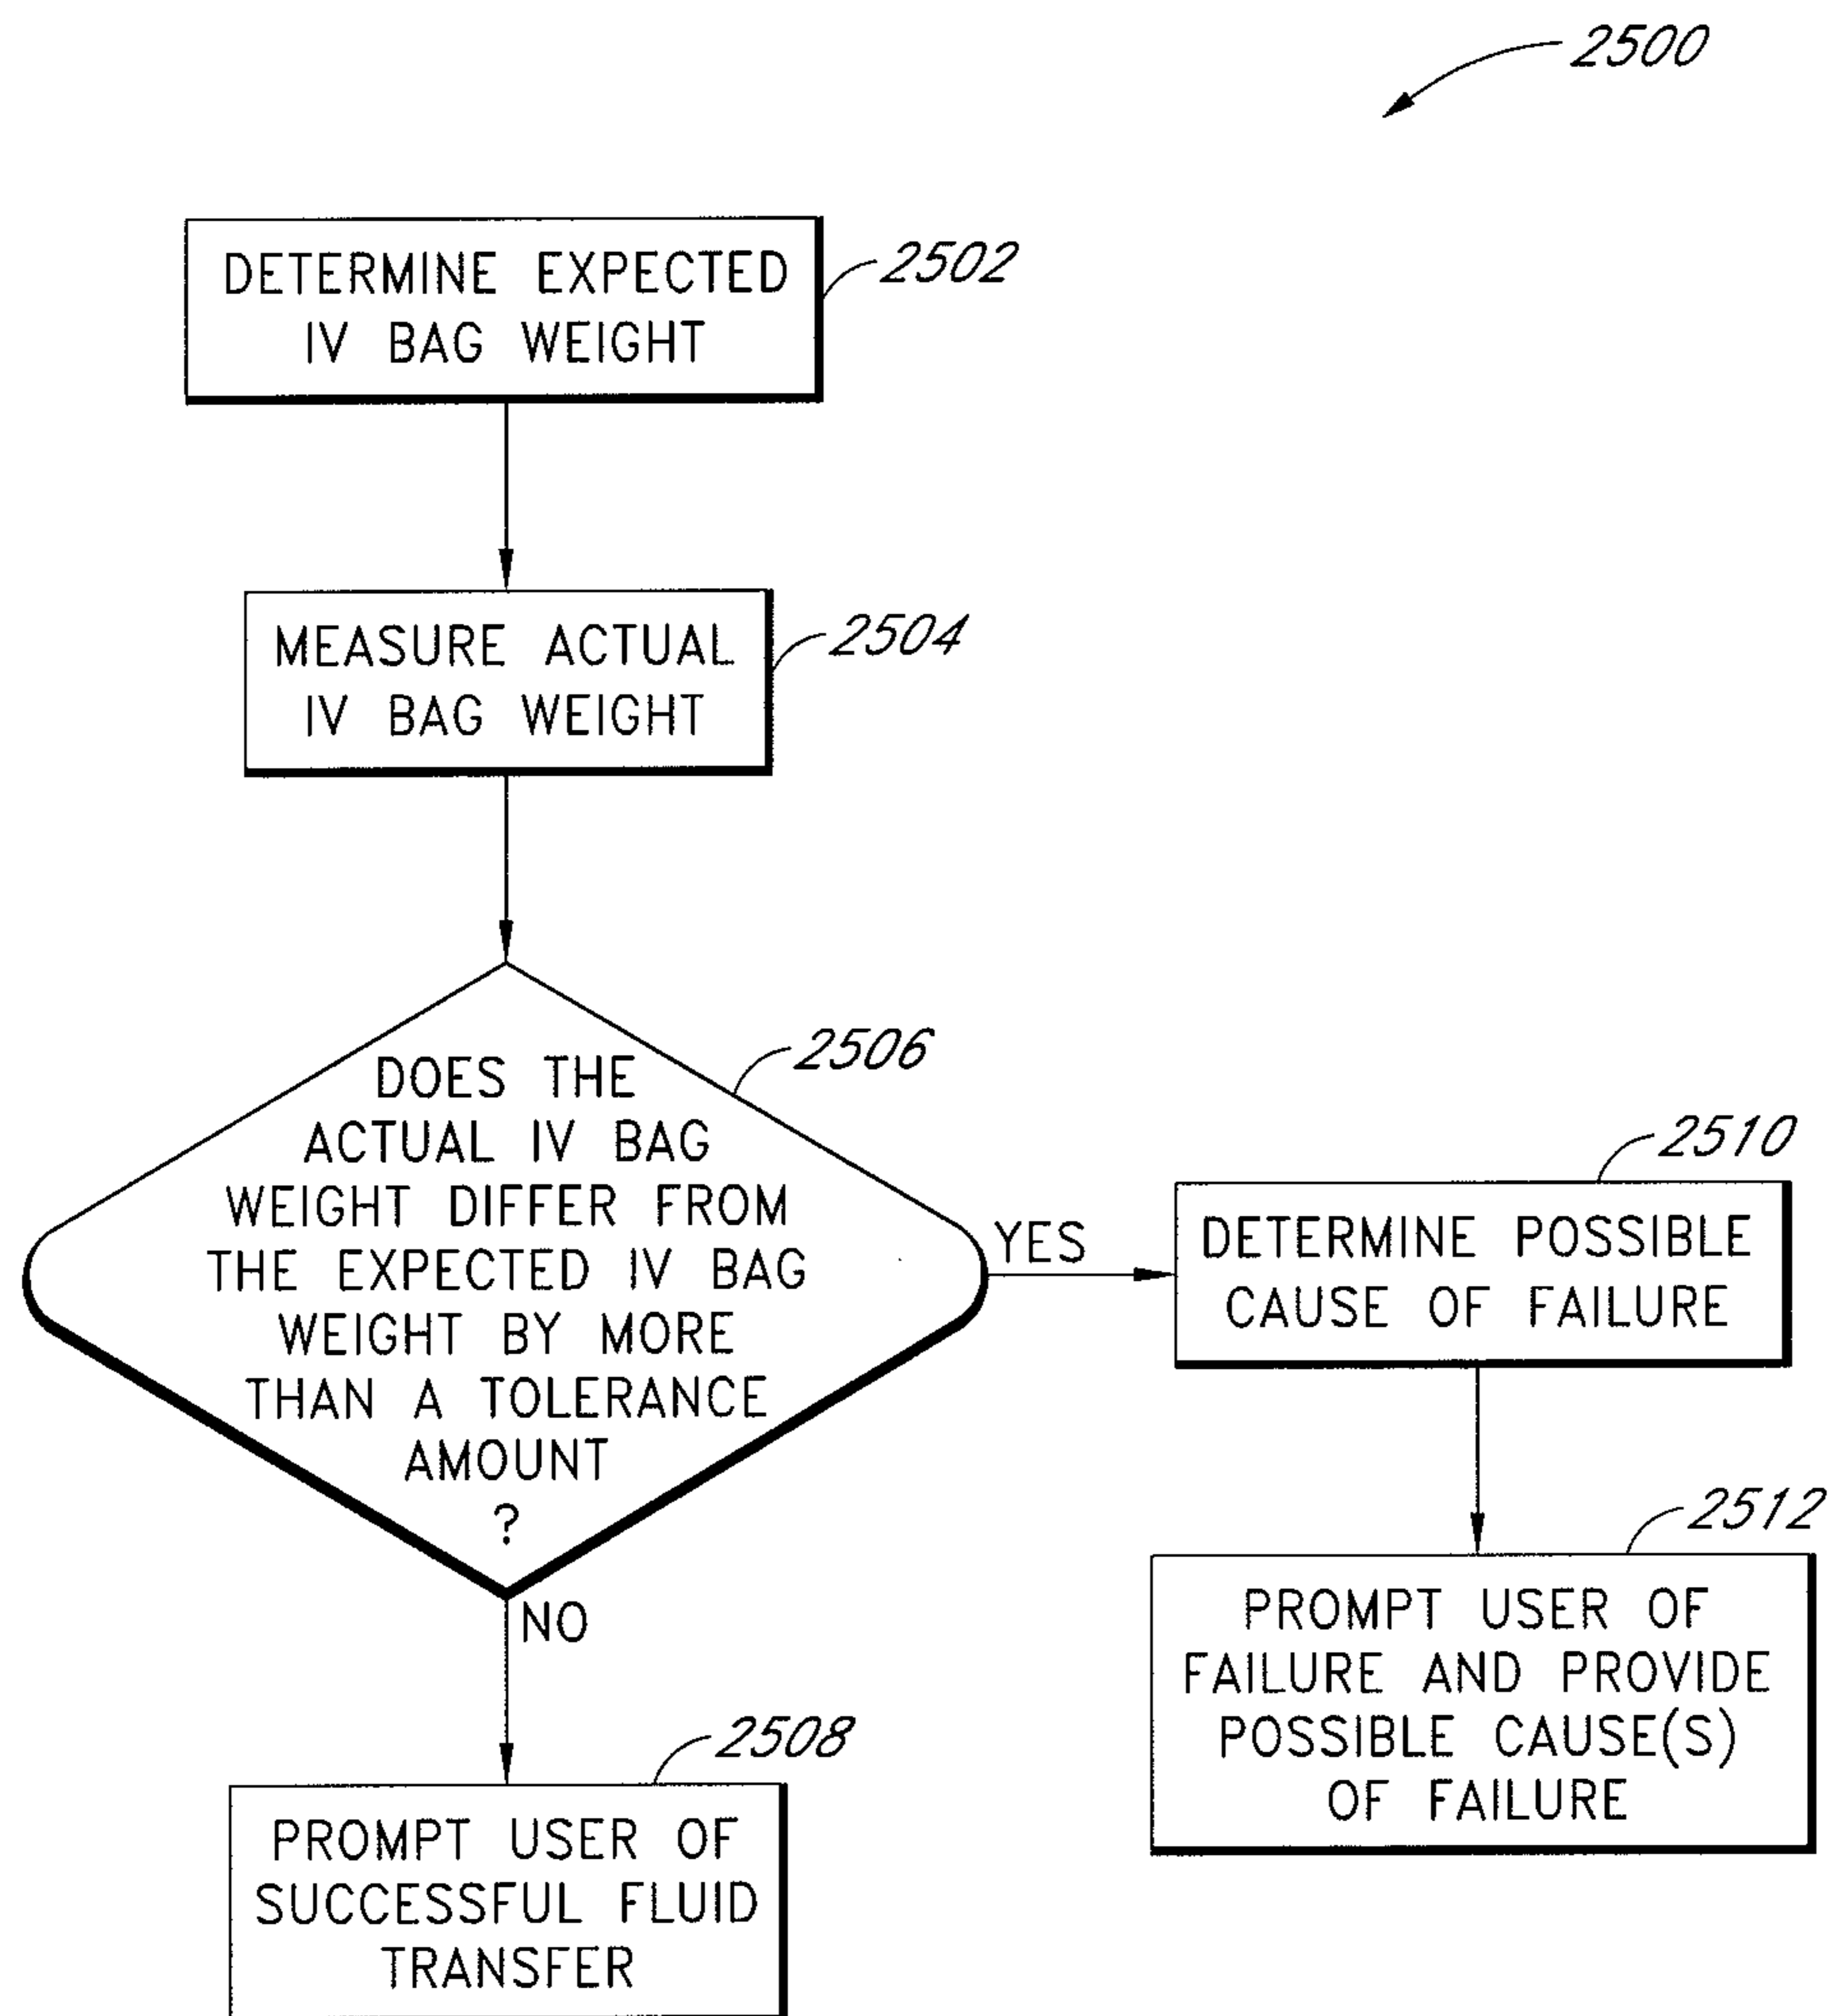 2500
DETERMINE EXPECTED
IV BAG WEIGHT
2502
MEASURE ACTUAL
IV BAG WEIGHT
2504
DOES THE
ACTUAL IV BAG
WEIGHT DIFFER FROM
THE EXPECTED IV BAG
WEIGHT BY MORE
THAN A TOLERANCE
AMOUNT
?
2506
YES
NO
DETERMINE POSSIBLE
CAUSE OF FAILURE
2510
PROMPT USER OF
FAILURE AND PROVIDE
POSSIBLE CAUSE(S)
OF FAILURE
2512
PROMPT USER OF
SUCCESSFUL FLUID
TRANSFER
2508